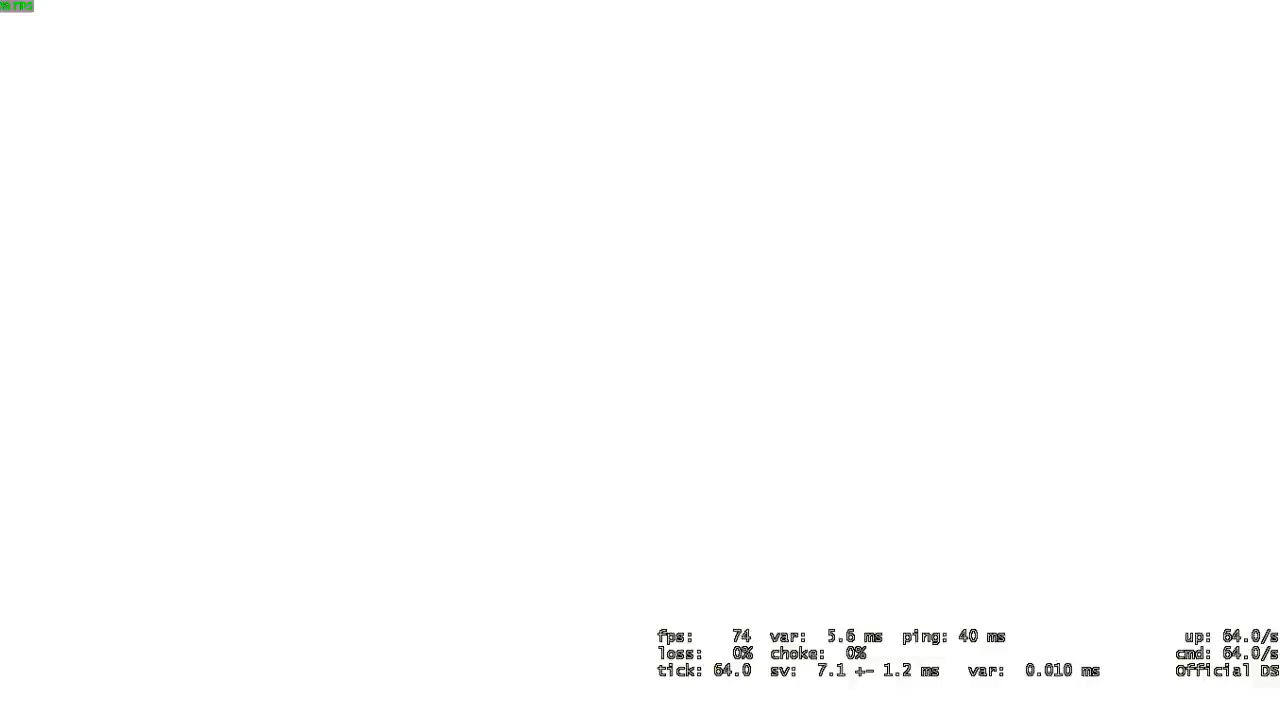 fps: 74 var: 5.6 ms ping: 40 ms up: 64.0/s
loss: 0% choke: 0% cmd: 64.0/s
tick: 64.0 sv: 7.1 +- 1.2 ms var: 0.010 ms Official DS